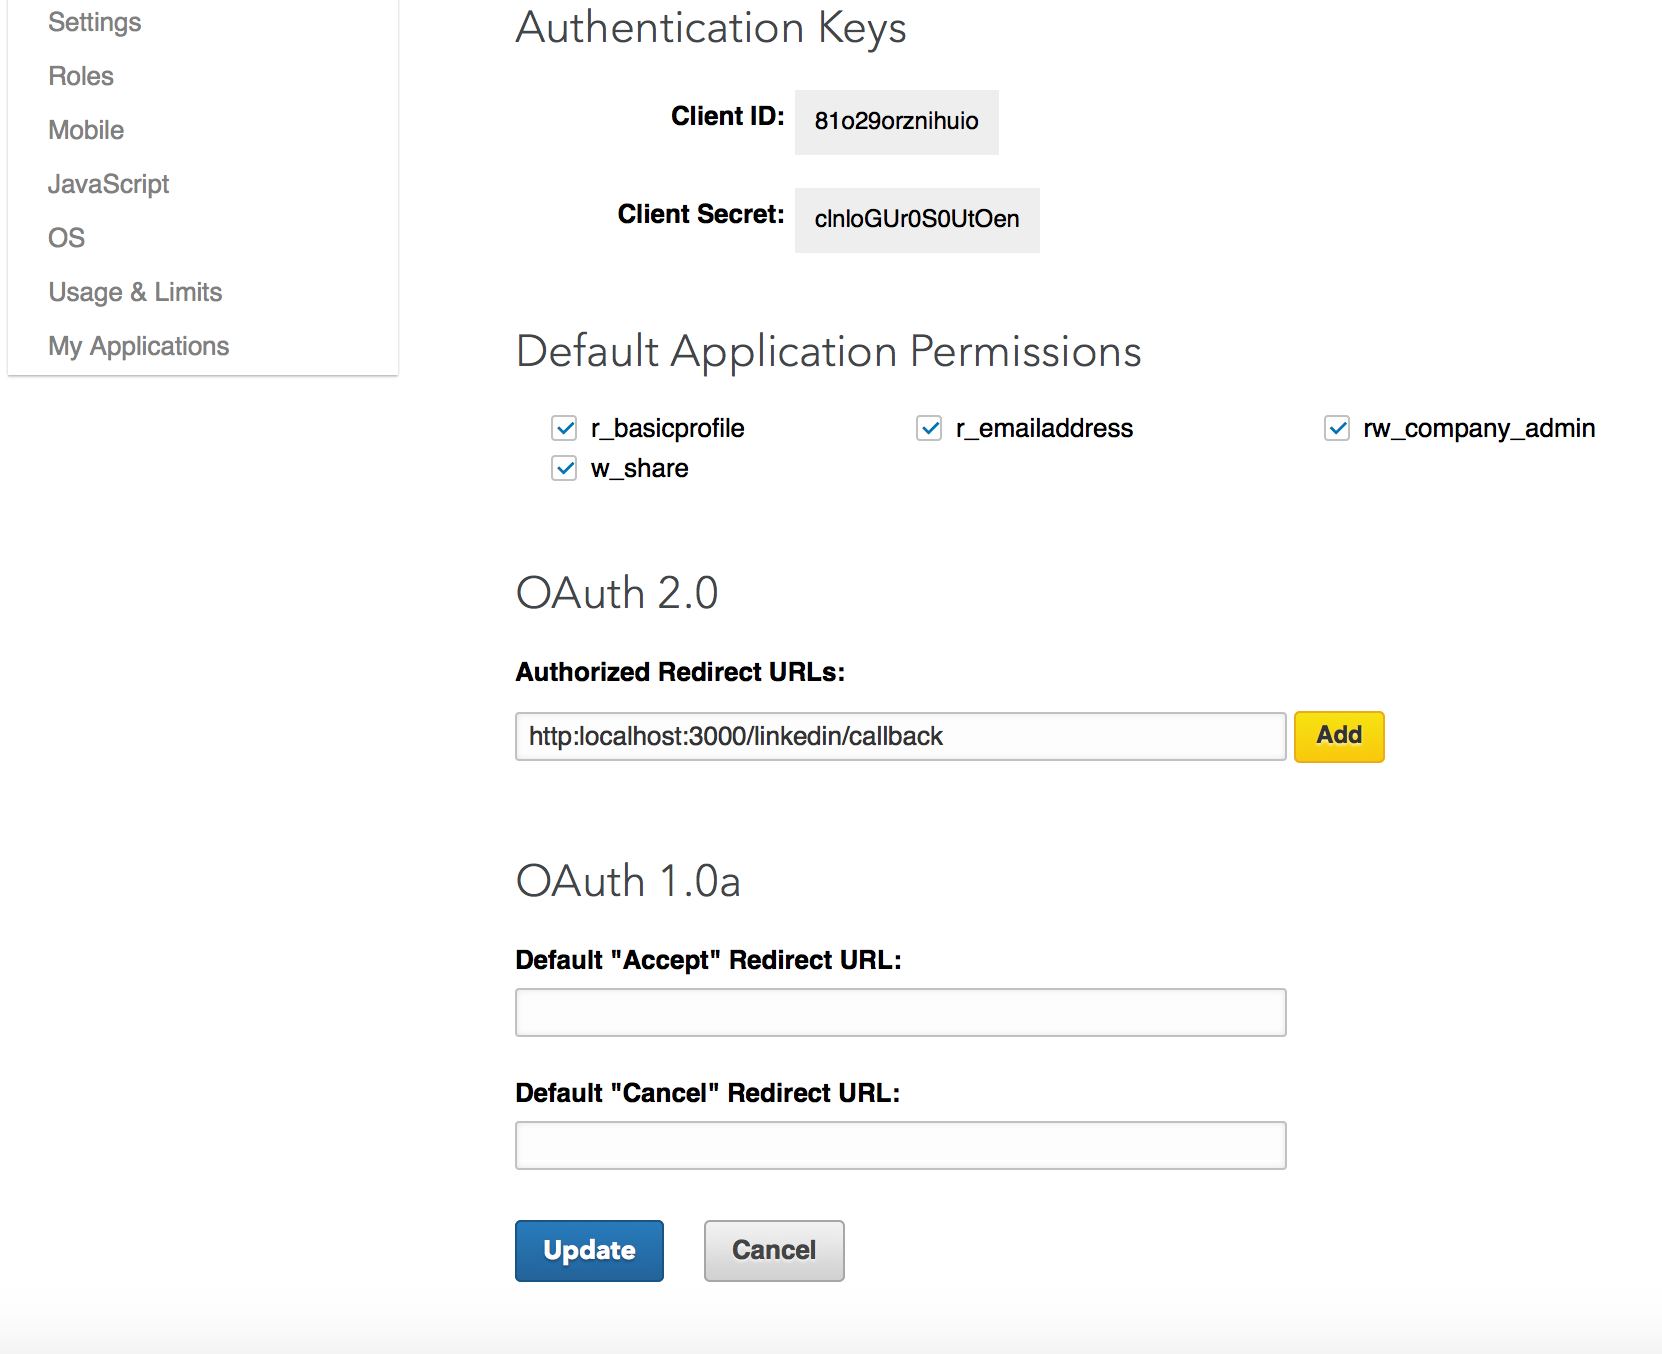 Settings
Roles
Mobile
JavaScript
OS
Usage & Limits
My Applications
Authentication Keys
Client ID: 81o29orznihuio
Client Secret: clnloGUr0S0UtOen
Default Application Permissions
r_basicprofile r_emailaddress rw_company_admin
w_share
OAuth 2.0
Authorized Redirect URLs:
http:localhost:3000/linkedin/callback Add
OAuth 1.0a
Default "Accept" Redirect URL:
Default "Cancel" Redirect URL:
Update Cancel